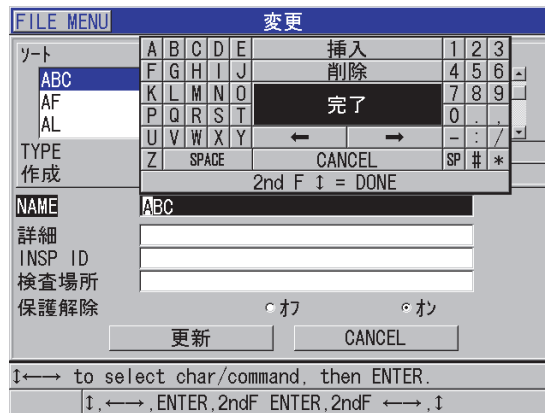 FILE MENU 変更
ソート
ABC
AF
AL
TYPE
作成
A B C D E 挿入 1 2 3
F G H I J 削除 4 5 6
K L M N O 完了 7 8 9
P Q R S T 0 . ,
U V W X Y ← → - : /
Z SPACE CANCEL SP # *
2nd F ↕ = DONE
NAME ABC
詳細
INSP ID
検査場所
保護解除 オフ オン
更新 CANCEL
↕←→ to select char/command, then ENTER.
↕,←→,ENTER,2ndF ENTER,2ndF ←→,↕